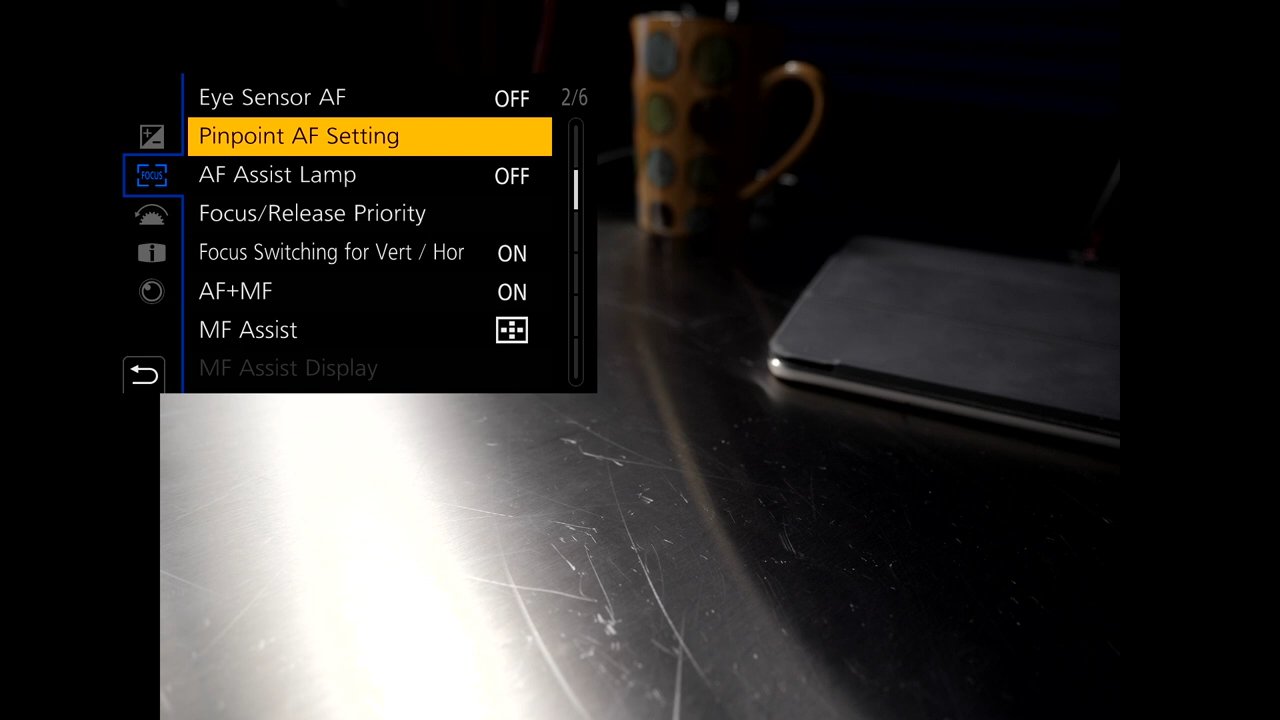 Eye Sensor AF OFF 2/6
Pinpoint AF Setting
AF Assist Lamp OFF
FOCUS
Focus/Release Priority
Focus Switching for Vert / Hor ON
AF+MF ON
MF Assist
MF Assist Display